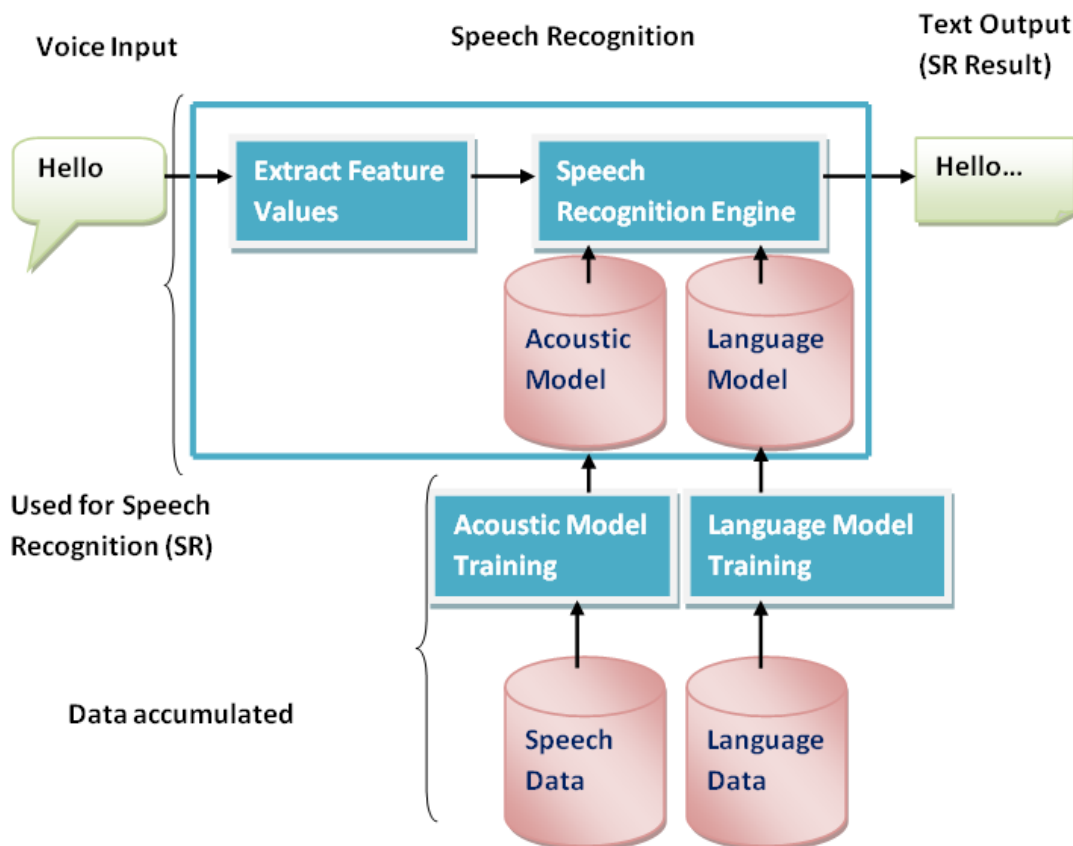 Voice Input
Speech Recognition
Text Output
(SR Result)
Hello
Extract Feature
Values
Speech
Recognition Engine
Hello...
Acoustic
Model
Language
Model
Used for Speech
Recognition (SR)
Acoustic Model
Training
Language Model
Training
Data accumulated
Speech
Data
Language
Data